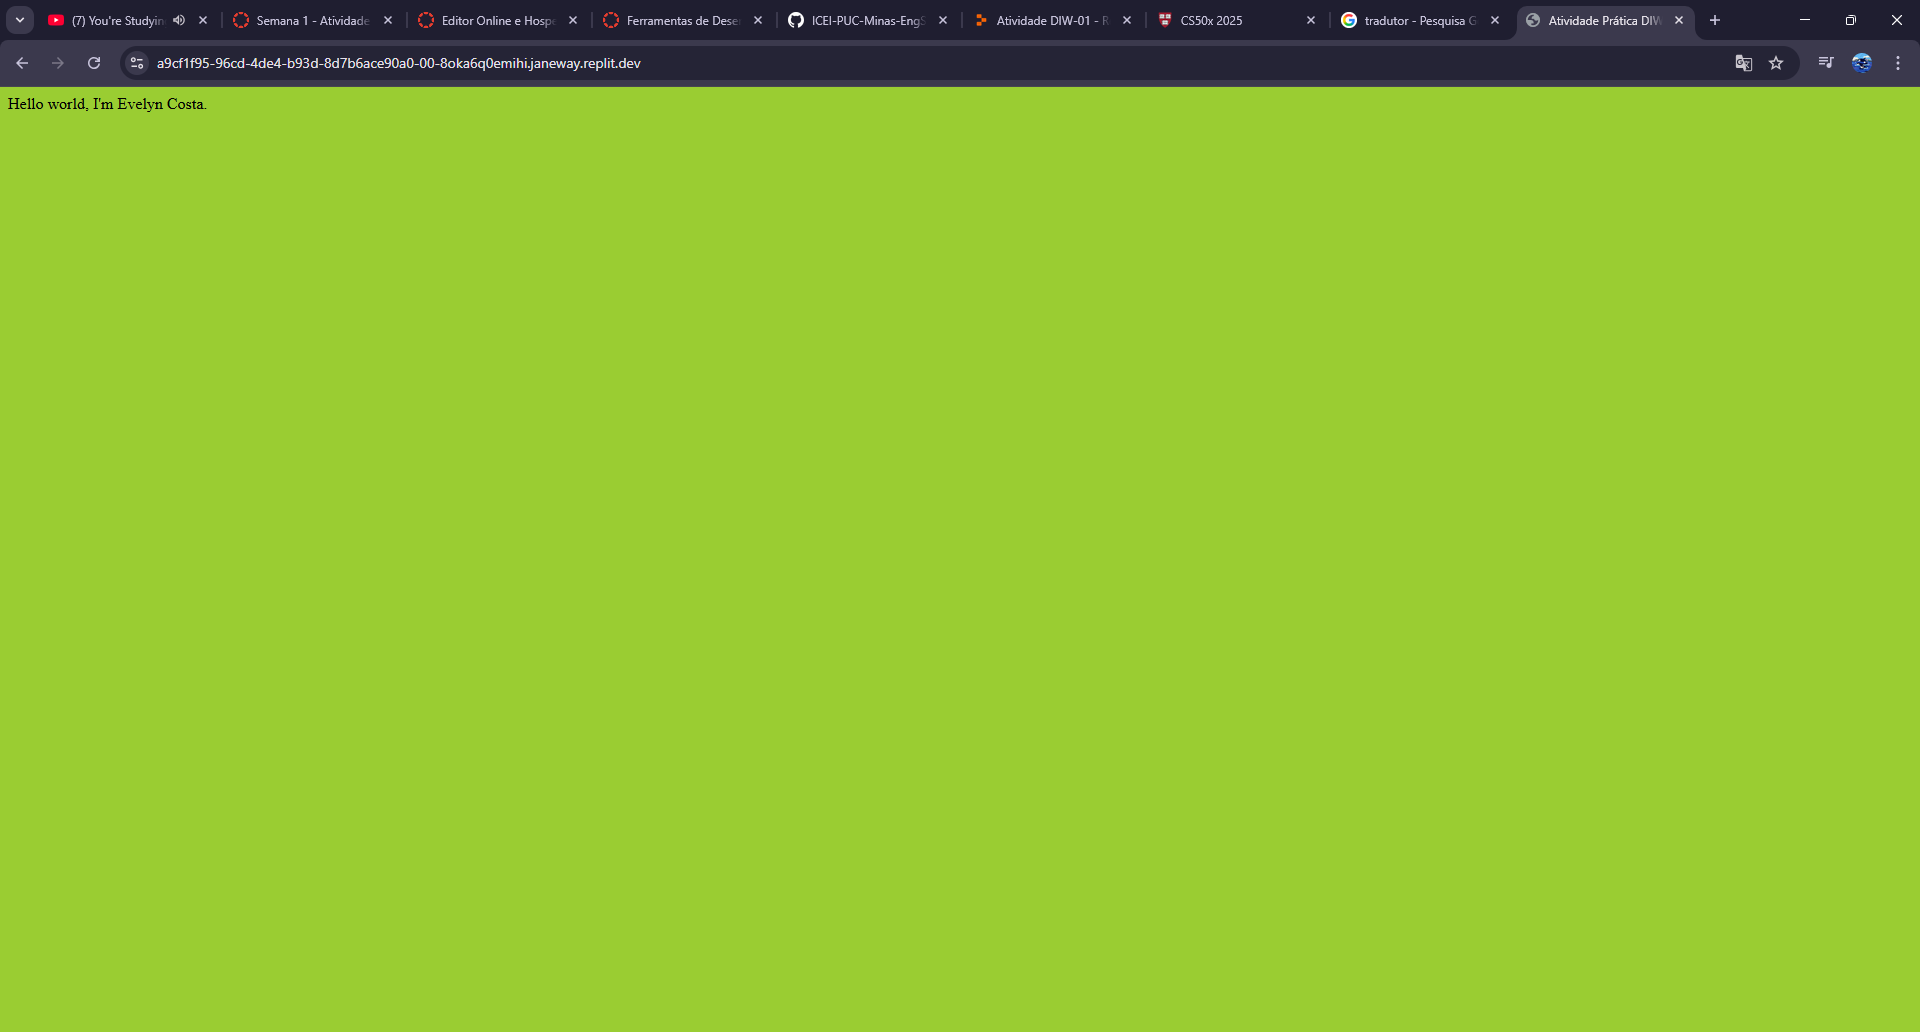 (7) You're Studyin
Semana 1 - Atividade
Editor Online e Hospe
Ferramentas de Dese
ICEI-PUC-Minas-EngS
Atividade DIW-01 - R
CS50x 2025
tradutor - Pesquisa G
Atividade Prática DIW
a9cf1f95-96cd-4de4-b93d-8d7b6ace90a0-00-8oka6q0emihi.janeway.replit.dev
Hello world, I'm Evelyn Costa.